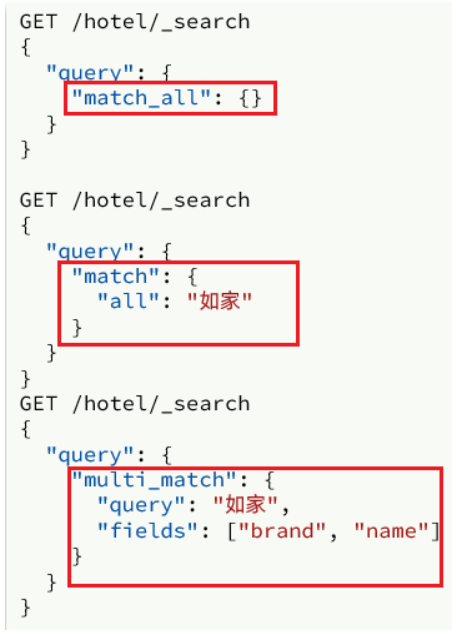 GET /hotel/_search
{
  "query": {
    "match_all": {}
  }
}
GET /hotel/_search
{
  "query": {
    "match": {
      "all": "如家"
    }
  }
}
GET /hotel/_search
{
  "query": {
    "multi_match": {
      "query": "如家",
      "fields": ["brand", "name"]
    }
  }
}